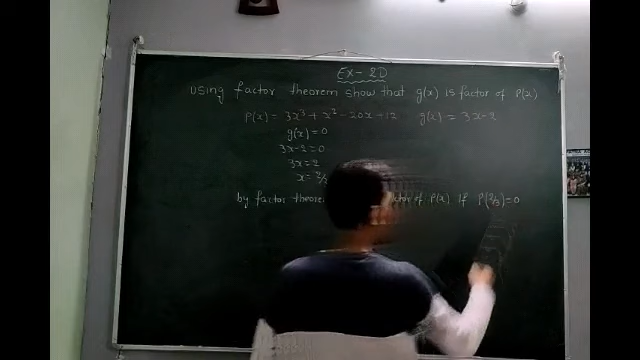 EX-2D
using factor theorem show that g(x) is factor of P(x)
P(x) = 3x³ + x² - 20x + 12 g(x) = 3x-2
g(x) = 0
3x-2=0
3x=2
x=2/3
by factor of P(x) if P(2/3)=0